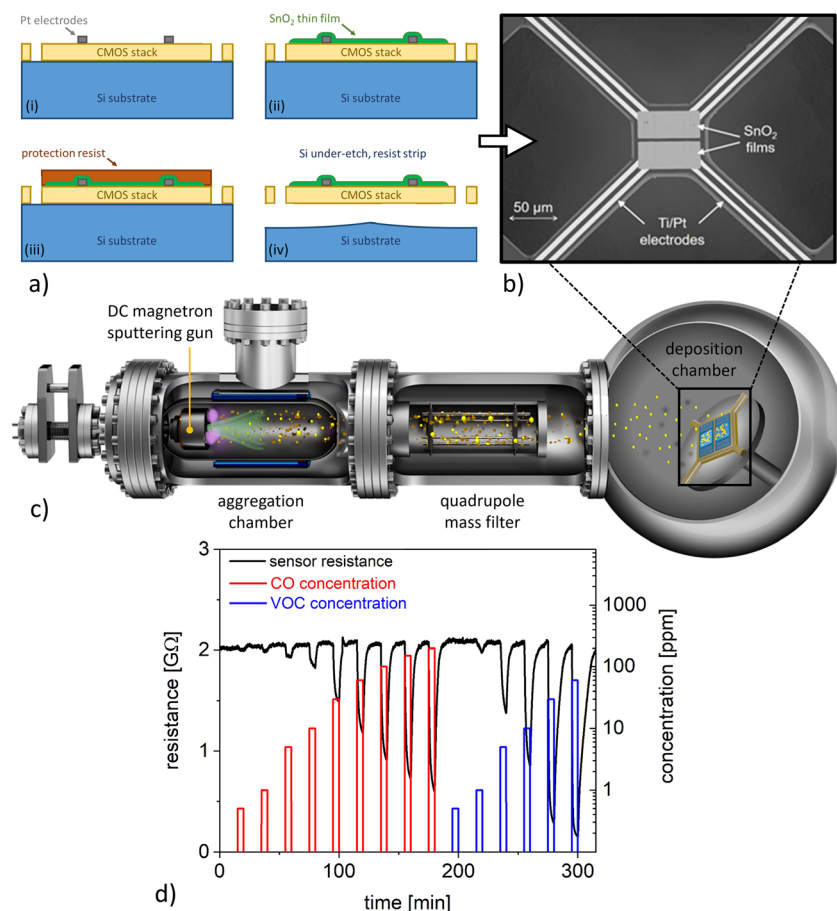 Pt electrodes
CMOS stack
Si substrate
(i)
SnO₂ thin film
CMOS stack
Si substrate
(ii)
protection resist
CMOS stack
Si substrate
(iii)
Si under-etch, resist strip
CMOS stack
Si substrate
(iv)
a)
SnO₂
films
50 µm
Ti/Pt
electrodes
b)
DC magnetron
sputtering gun
deposition
chamber
aggregation
chamber
quadrupole
mass filter
c)
sensor resistance
CO concentration
VOC concentration
resistance [GΩ]
3
2
1
0
concentration [ppm]
1000
100
10
1
0
100
200
300
time [min]
d)